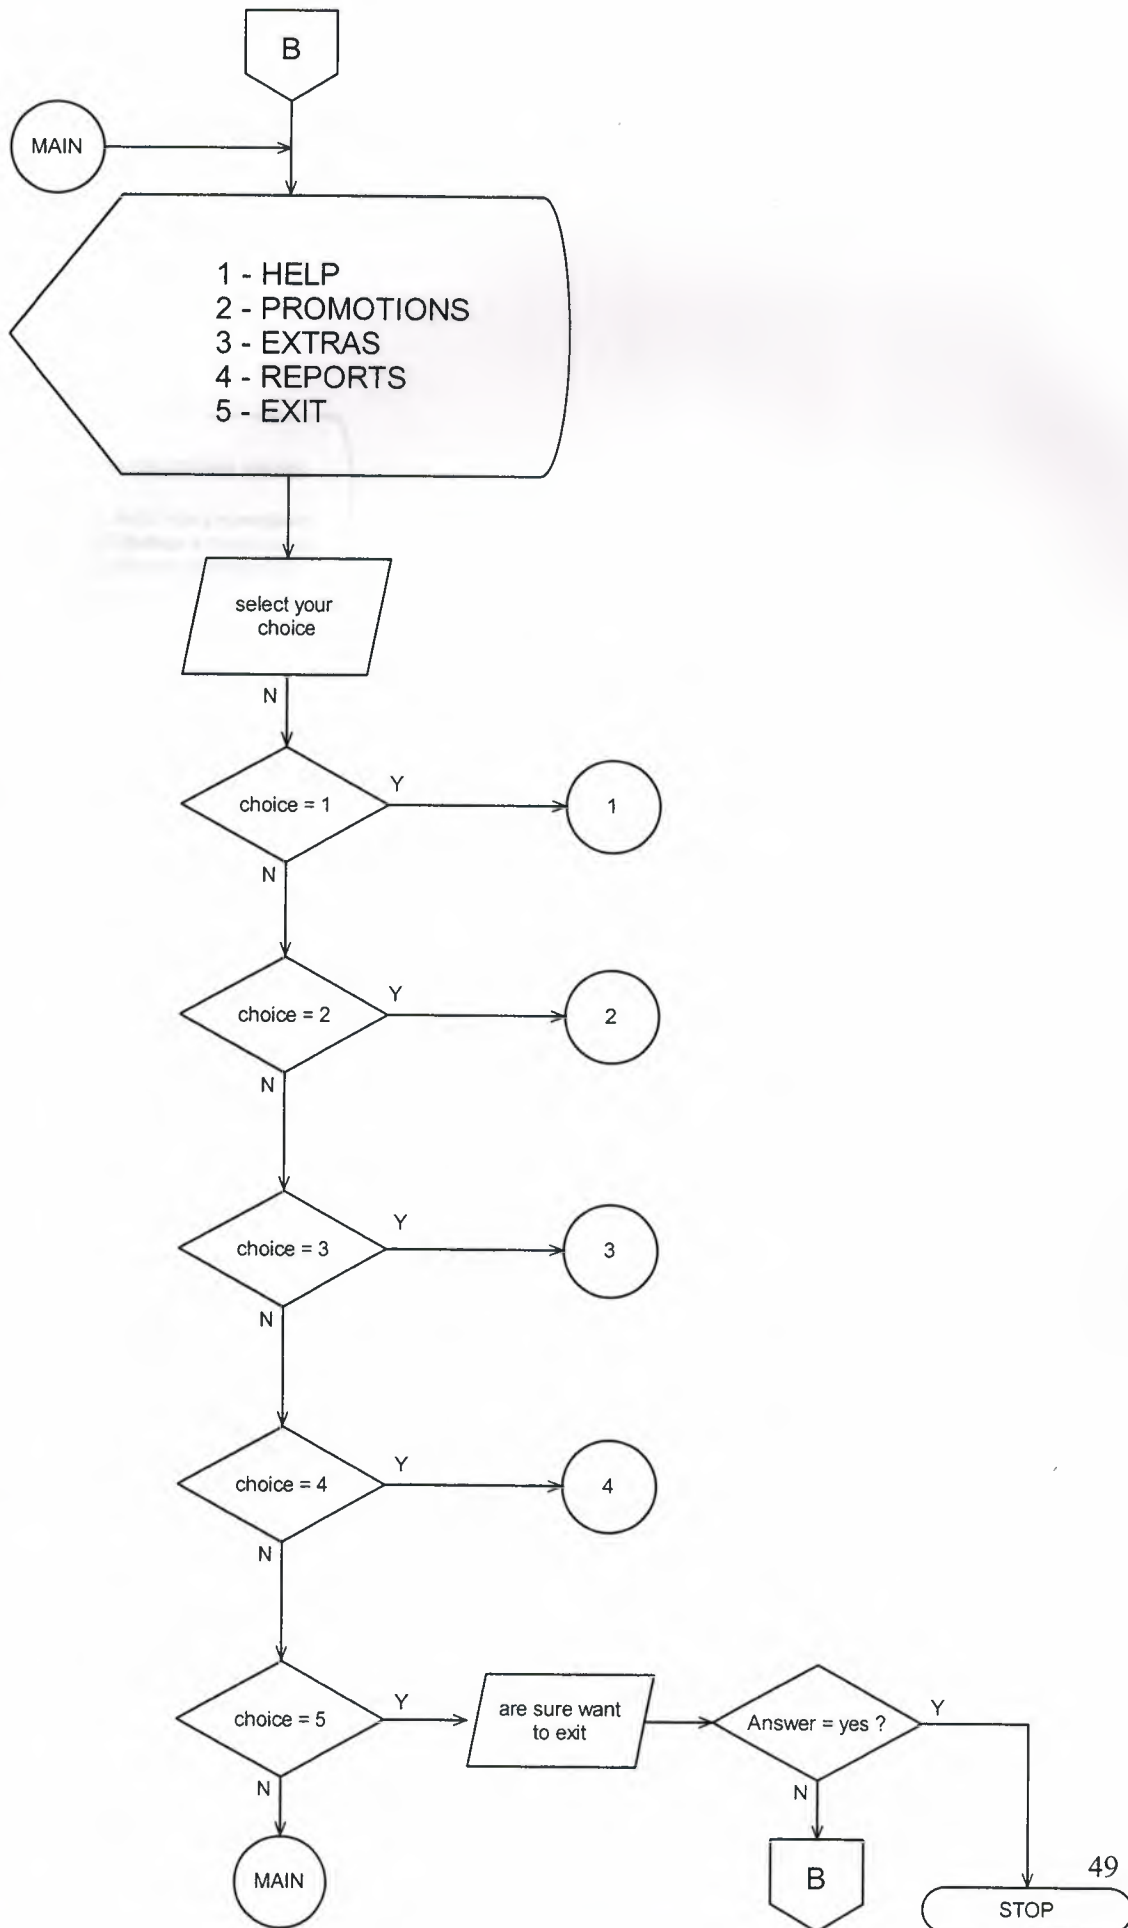 B
MAIN
1 - HELP
2 - PROMOTIONS
3 - EXTRAS
4 - REPORTS
5 - EXIT
select your
choice
N
choice = 1
Y
1
N
choice = 2
Y
2
N
choice = 3
Y
3
N
choice = 4
Y
4
N
choice = 5
Y
are sure want
to exit
Answer = yes ?
Y
N
N
MAIN
B
STOP
49